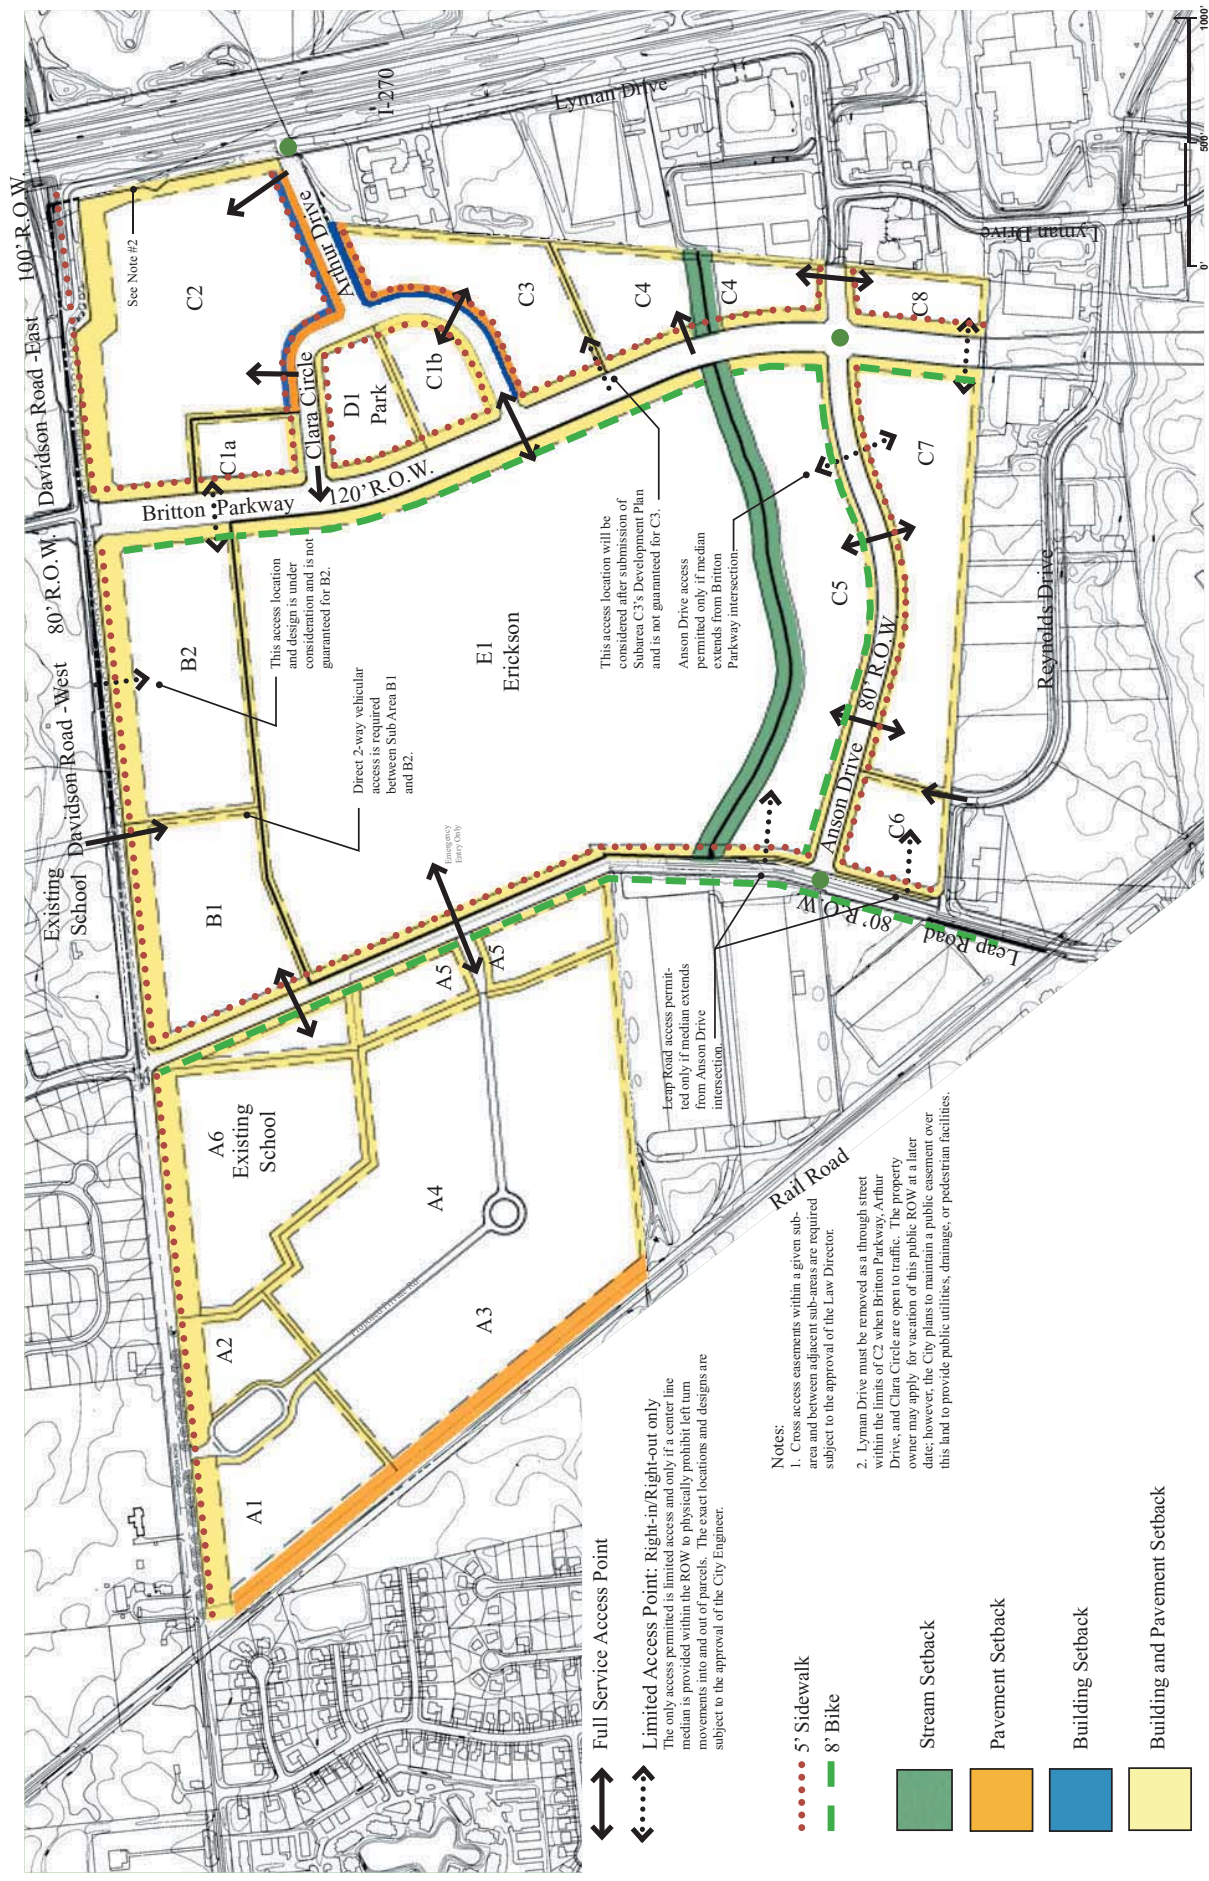 100' R.O.W.
I-270
Lyman Drive
1000'
500'
0'
See Note #2
C2
Arthur Drive
Davidson Road -East
Clara Circle
C1a
D1
Park
C1b
C3
C4
C4
C8
Lyman Drive
Britton Parkway
120' R.O.W.
80' R.O.W.
Davidson Road -West
B2
This access location
and design is under
consideration and is not
guaranteed for B2.
Direct 2-way vehicular
access is required
between Sub Area B1
and B2.
E1
Erickson
This access location will be
considered after submission of
Subarea C3's Development Plan
and is not guaranteed for C3.
Anson Drive access
permitted only if median
extends from Britton
Parkway intersection.
C5
C7
80' R.O.W
Anson Drive
Reynolds Drive
C6
Existing
School
B1
Emergency
Entry Only
A5
A5
80' R.O.W
Leap Road
Leap Road access permit-
ted only if median extends
from Anson Drive
intersection.
A6
Existing
School
A4
Proposed Private Rd.
A3
A2
A1
Rail Road
Full Service Access Point
Limited Access Point: Right-in/Right-out only
The only access permitted is limited access and only if a center line
median is provided within the ROW to physically prohibit left turn
movements into and out of parcels. The exact locations and designs are
subject to the approval of the City Engineer.
Notes:
1. Cross access easements within a given sub-
area and between adjacent sub-areas are required
subject to the approval of the Law Director.
2. Lyman Drive must be removed as a through street
within the limits of C2 when Britton Parkway, Arthur
Drive, and Clara Circle are open to traffic. The property
owner may apply for vacation of this public ROW at a later
date; however, the City plans to maintain a public easement over
this land to provide public utilities, drainage, or pedestrian facilities.
5' Sidewalk
8' Bike
Stream Setback
Pavement Setback
Building Setback
Building and Pavement Setback